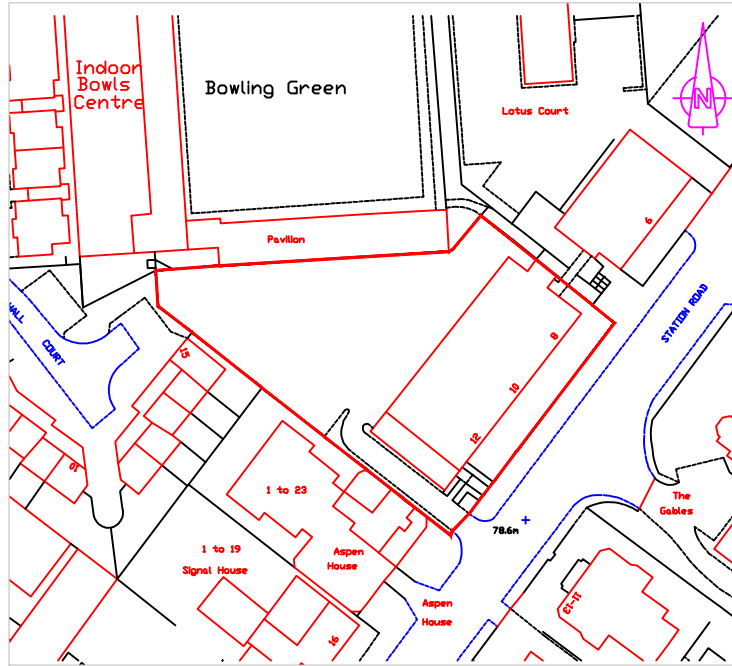 Indoor
Bowls
Centre
Bowling Green
Lotus Court
N
6
Pavilion
STATION ROAD
HALL
COURT
15
8
10
12
10
1 to 23
78.6m
The
Gables
1 to 19
Signal House
Aspen
House
Aspen
House
11-13
16